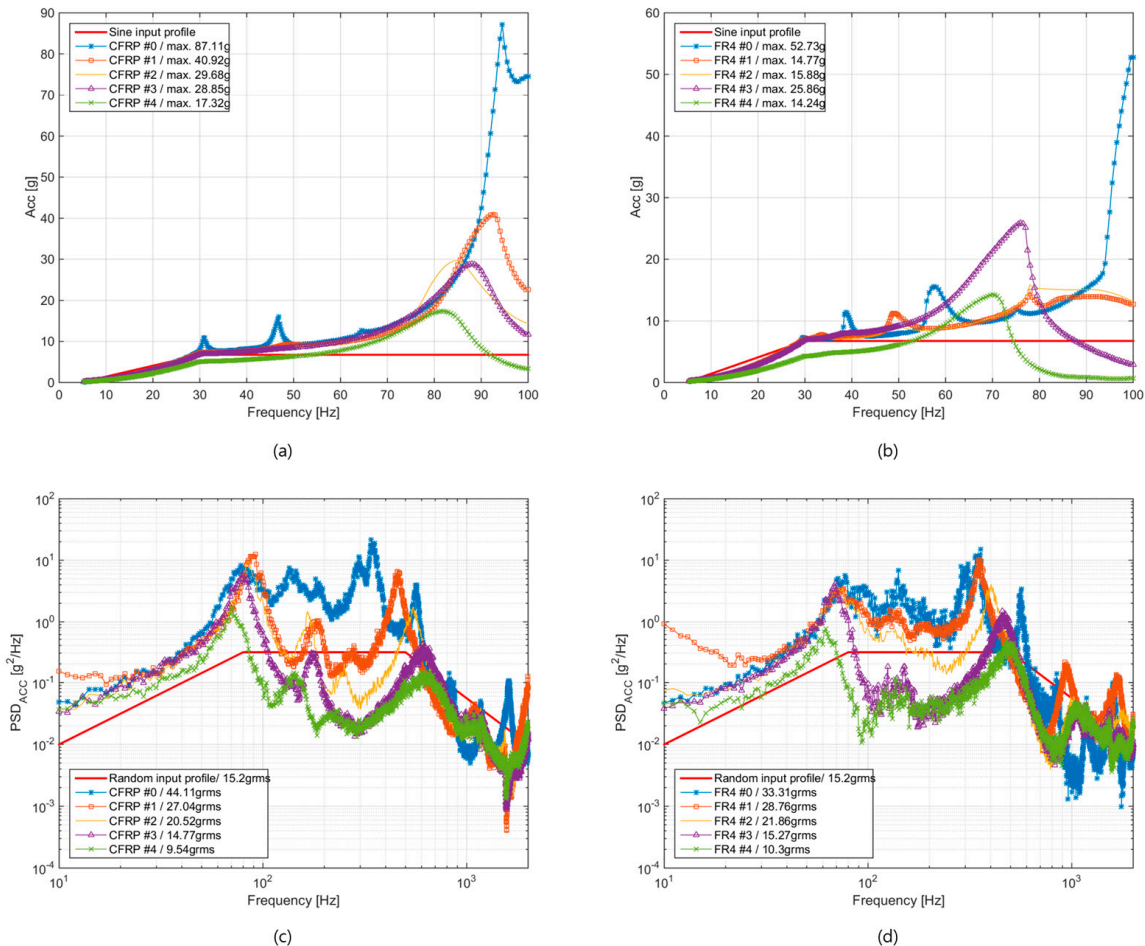 90
80
70
60
50
40
30
20
10
0
Acc [g]
Sine input profile
CFRP #0 / max. 87.11g
CFRP #1 / max. 40.92g
CFRP #2 / max. 29.68g
CFRP #3 / max. 28.85g
CFRP #4 / max. 17.32g
0 10 20 30 40 50 60 70 80 90 100
Frequency [Hz]
(a)
60
50
40
30
20
10
0
Acc [g]
Sine input profile
FR4 #0 / max. 52.73g
FR4 #1 / max. 14.77g
FR4 #2 / max. 15.88g
FR4 #3 / max. 25.86g
FR4 #4 / max. 14.24g
0 10 20 30 40 50 60 70 80 90 100
Frequency [Hz]
(b)
10²
10¹
10⁰
10⁻¹
10⁻²
10⁻³
10⁻⁴
PSD_ACC [g²/Hz]
Random input profile/ 15.2grms
CFRP #0 / 44.11grms
CFRP #1 / 27.04grms
CFRP #2 / 20.52grms
CFRP #3 / 14.77grms
CFRP #4 / 9.54grms
10¹ 10² 10³
Frequency [Hz]
(c)
10²
10¹
10⁰
10⁻¹
10⁻²
10⁻³
10⁻⁴
PSD_ACC [g²/Hz]
Random input profile/ 15.2grms
FR4 #0 / 33.31grms
FR4 #1 / 28.76grms
FR4 #2 / 21.86grms
FR4 #3 / 15.27grms
FR4 #4 / 10.3grms
10¹ 10² 10³
Frequency [Hz]
(d)